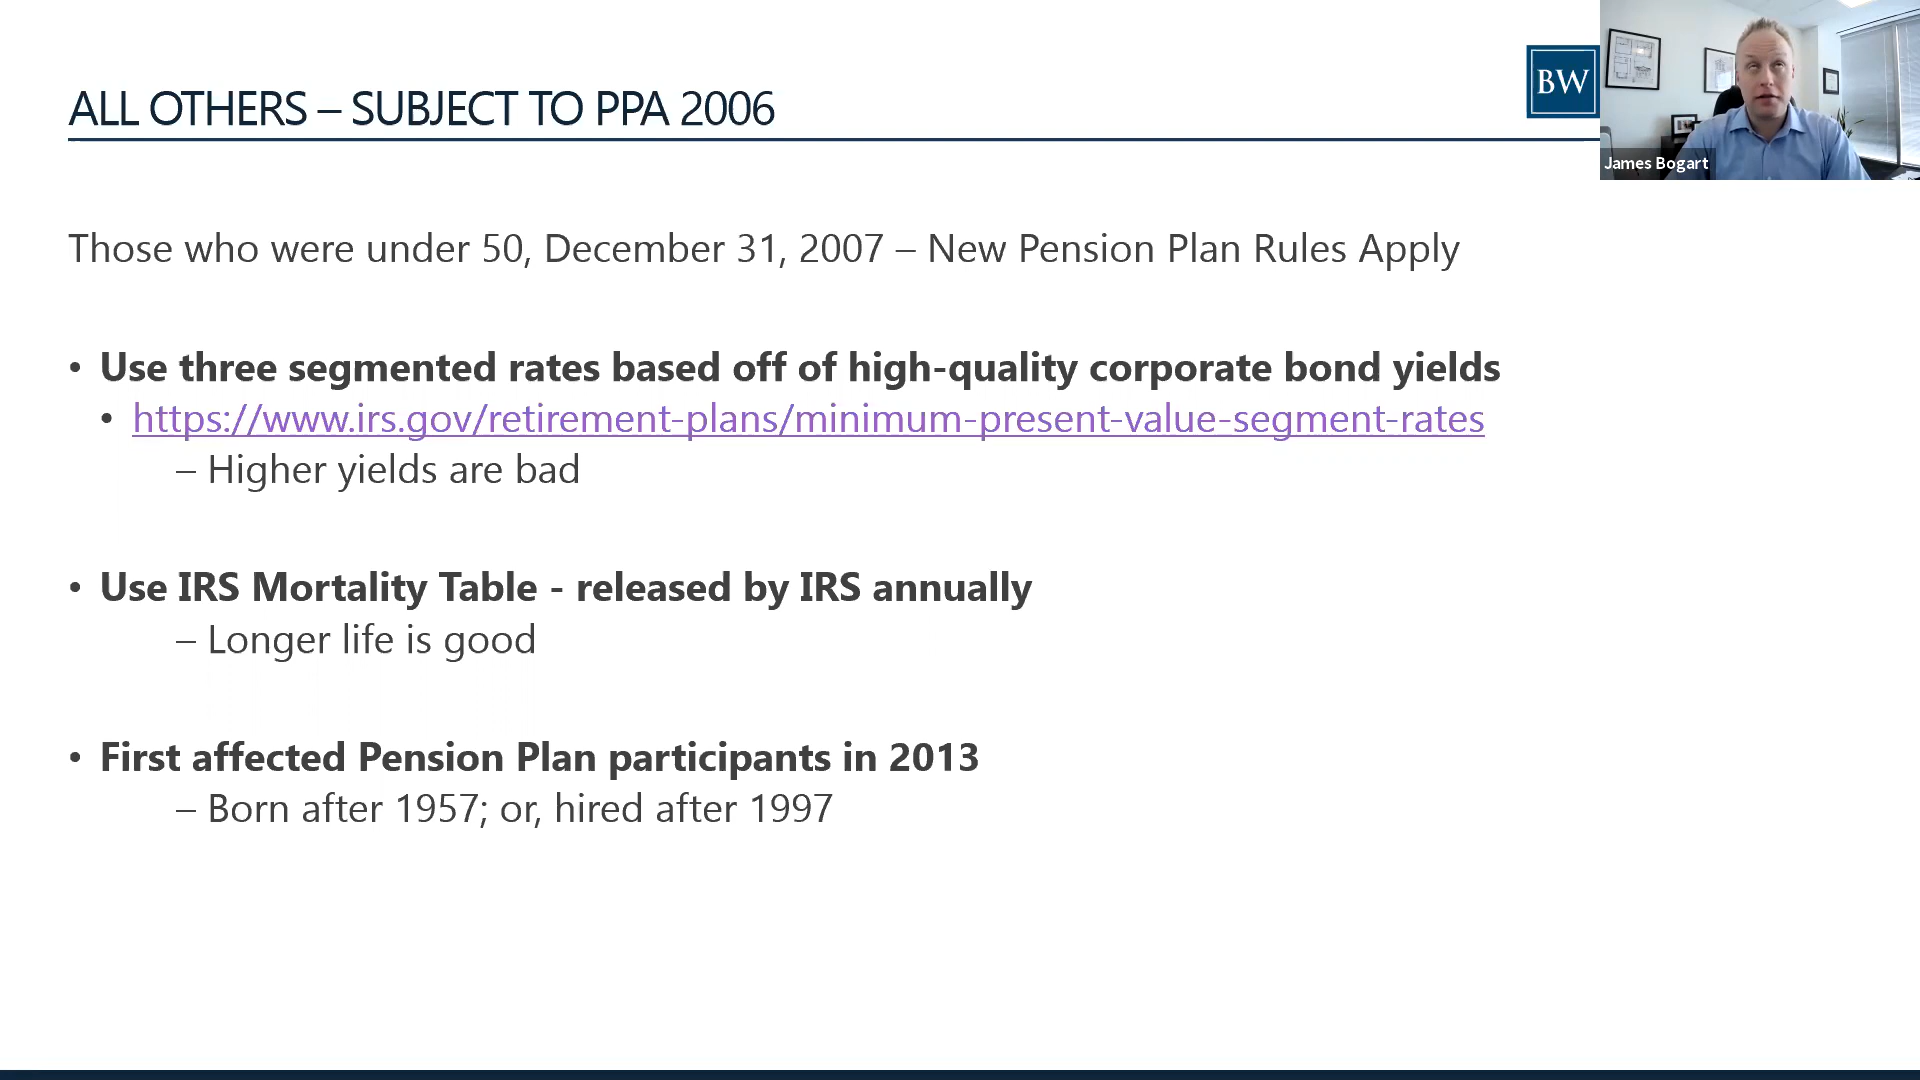 ALL OTHERS – SUBJECT TO PPA 2006
BW
James Bogart
Those who were under 50, December 31, 2007 – New Pension Plan Rules Apply
• Use three segmented rates based off of high-quality corporate bond yields
• https://www.irs.gov/retirement-plans/minimum-present-value-segment-rates
– Higher yields are bad
• Use IRS Mortality Table - released by IRS annually
– Longer life is good
• First affected Pension Plan participants in 2013
– Born after 1957; or, hired after 1997